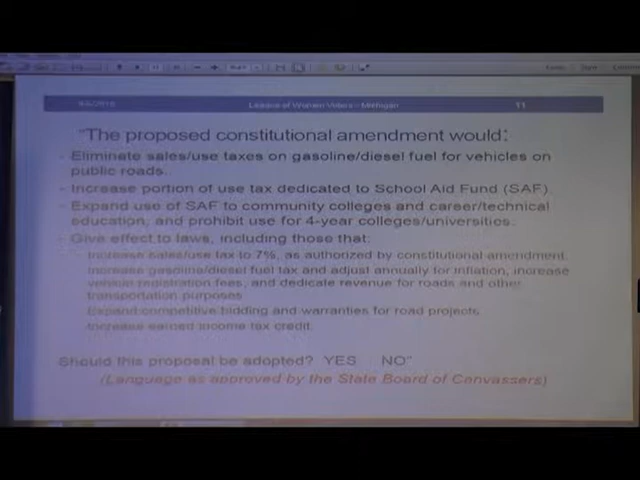 League of Women Voters - Michigan 11
"The proposed constitutional amendment would:
- Eliminate sales/use taxes on gasoline/diesel fuel for vehicles on
public roads.
- Increase portion of use tax dedicated to School Aid Fund (SAF).
- Expand use of SAF to community colleges and career/technical
education, and prohibit use for 4-year colleges/universities.
- Give effect to laws, including those that:
Increase sales/use tax to 7%, as authorized by constitutional amendment.
Increase gasoline/diesel fuel tax and adjust annually for inflation, increase
vehicle registration fees, and dedicate revenue for roads and other
transportation purposes
Expand competitive bidding and warranties for road projects
Increase earned income tax credit.
Should this proposal be adopted? YES NO"
(Language as approved by the State Board of Canvassers)